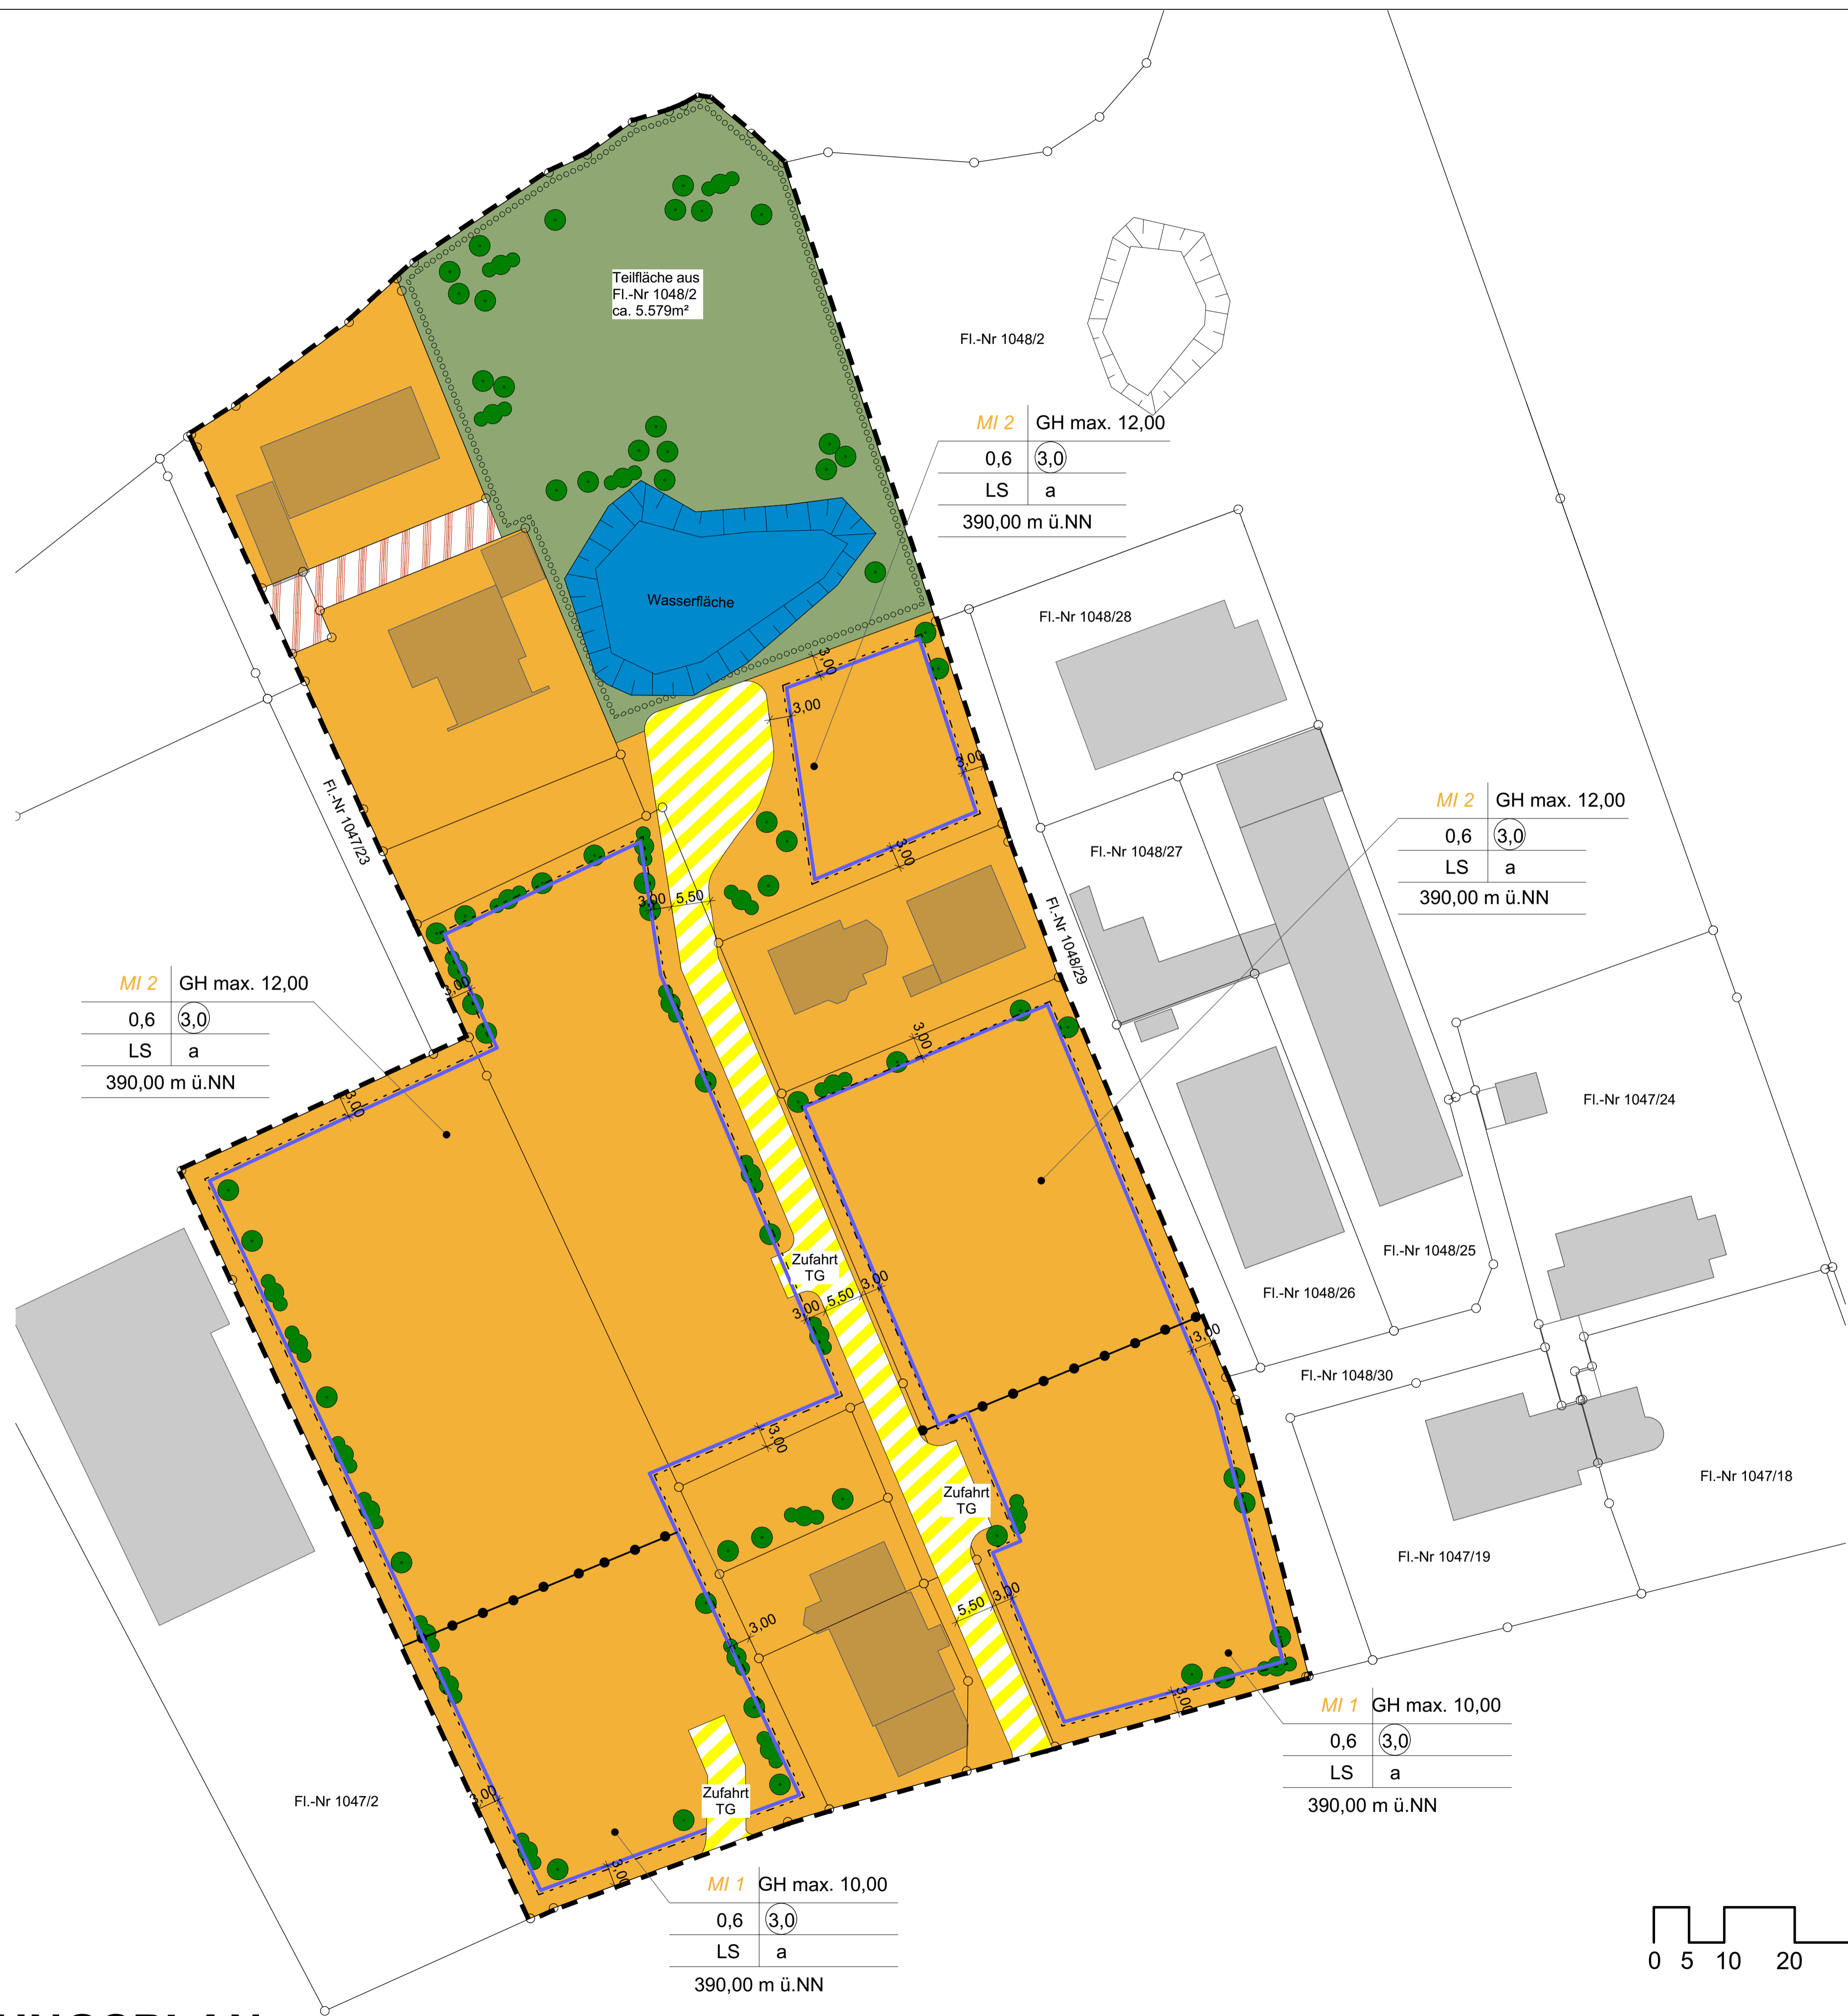 Teilfläche aus
Fl.-Nr 1048/2
ca. 5.579m²
Fl.-Nr 1048/2
MI 2 GH max. 12,00
0,6 3,0
LS a
390,00 m ü.NN
Wasserfläche
Fl.-Nr 1048/28
3,00
3,00
3,00
3,00
Fl.-Nr 1047/23
MI 2 GH max. 12,00
0,6 3,0
LS a
390,00 m ü.NN
Fl.-Nr 1048/27
3,00 5,50
Fl.-Nr 1048/29
MI 2 GH max. 12,00
0,6 3,0
LS a
390,00 m ü.NN
3,00
3,00
3,00
Fl.-Nr 1047/24
Zufahrt
TG
3,00 5,50 3,00
Fl.-Nr 1048/25
Fl.-Nr 1048/26
3,00
Fl.-Nr 1048/30
3,00
Zufahrt
TG
Fl.-Nr 1047/18
Fl.-Nr 1047/19
5,50 3,00
3,00
3,00
MI 1 GH max. 10,00
0,6 3,0
LS a
390,00 m ü.NN
Fl.-Nr 1047/2
3,00
Zufahrt
TG
3,00
MI 1 GH max. 10,00
0,6 3,0
LS a
390,00 m ü.NN
0 5 10 20